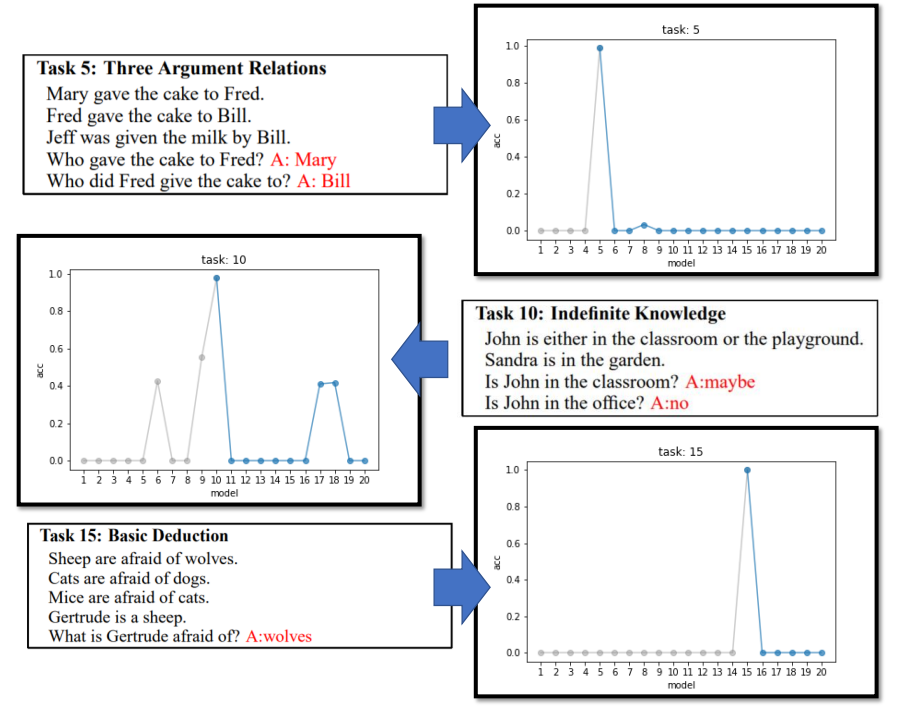 Task 5: Three Argument Relations
Mary gave the cake to Fred.
Fred gave the cake to Bill.
Jeff was given the milk by Bill.
Who gave the cake to Fred? A: Mary
Who did Fred give the cake to? A: Bill
task: 5
1.0
0.8
0.6
0.4
0.2
0.0
acc
1 2 3 4 5 6 7 8 9 10 11 12 13 14 15 16 17 18 19 20
model
task: 10
1.0
0.8
0.6
0.4
0.2
0.0
acc
1 2 3 4 5 6 7 8 9 10 11 12 13 14 15 16 17 18 19 20
model
Task 10: Indefinite Knowledge
John is either in the classroom or the playground.
Sandra is in the garden.
Is John in the classroom? A:maybe
Is John in the office? A:no
Task 15: Basic Deduction
Sheep are afraid of wolves.
Cats are afraid of dogs.
Mice are afraid of cats.
Gertrude is a sheep.
What is Gertrude afraid of? A:wolves
task: 15
1.0
0.8
0.6
0.4
0.2
0.0
acc
1 2 3 4 5 6 7 8 9 10 11 12 13 14 15 16 17 18 19 20
model